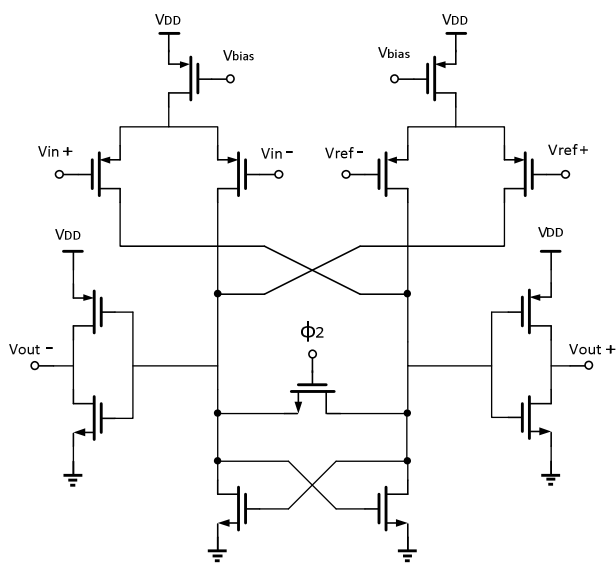 VDD
VDD
Vbias
Vbias
Vin +
Vin -
Vref -
Vref+
VDD
VDD
ϕ2
Vout -
Vout +